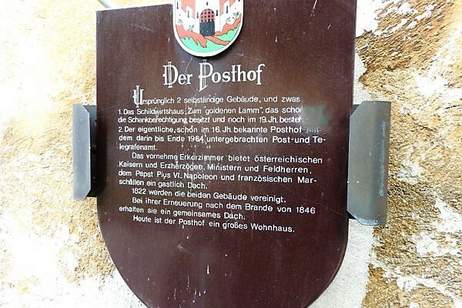 Der Posthof
Ursprünglich 2 selbständige Gebäude, und zwar
1. Das Schildwirtshaus "Zum goldenen Lamm", das schon
die Schankberechtigung besitzt und noch im 19.Jh. besteht.
2. Der eigentliche, schon im 16. Jh. bekannte Posthof
dem darin bis Ende 1984 untergebrachten Post-und Te-
legrafenamt.
Das vornehme Erkerzimmer bietet österreichischen
Kaisern und Erzherzögen, Ministern und Feldherren,
dem Papst Pius VI., Napoleon und französischen Mar-
schällen ein gastlich Dach.
1822 werden die beiden Gebäude vereinigt.
Bei ihrer Erneuerung nach dem Brande von 1846
erhalten sie ein gemeinsames Dach.
Heute ist der Posthof ein großes Wohnhaus.